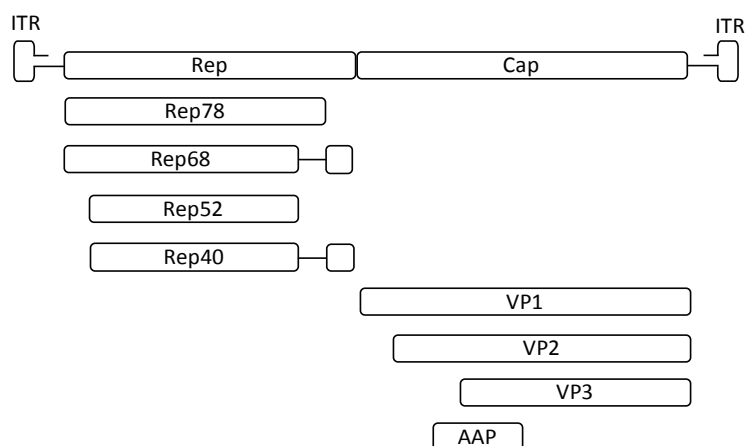 ITR
ITR
Rep
Cap
Rep78
Rep68
Rep52
Rep40
VP1
VP2
VP3
AAP